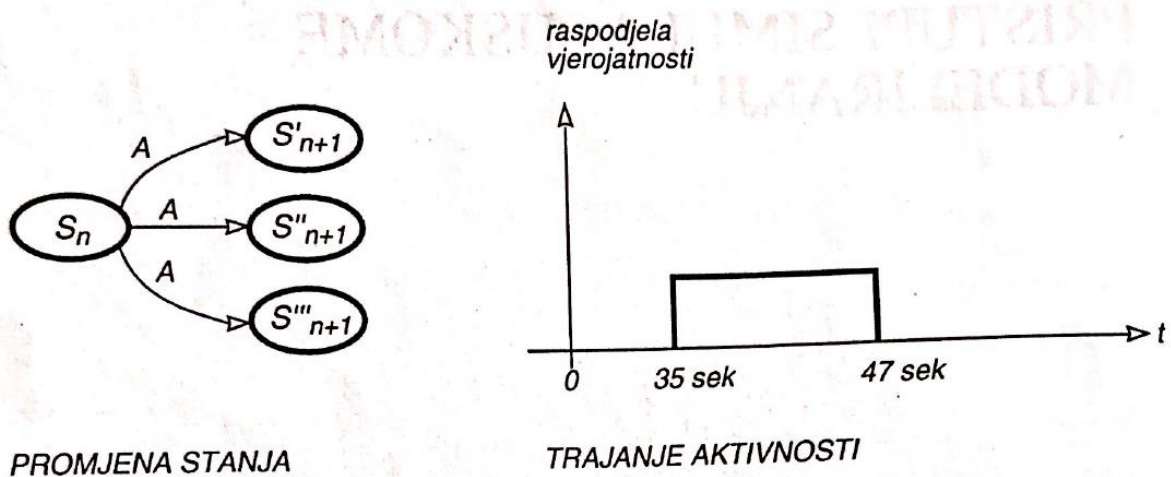 raspodjela
vjerojatnosti
A
S'n+1
Sn
A
S''n+1
A
S'''n+1
t
0
35 sek
47 sek
PROMJENA STANJA
TRAJANJE AKTIVNOSTI